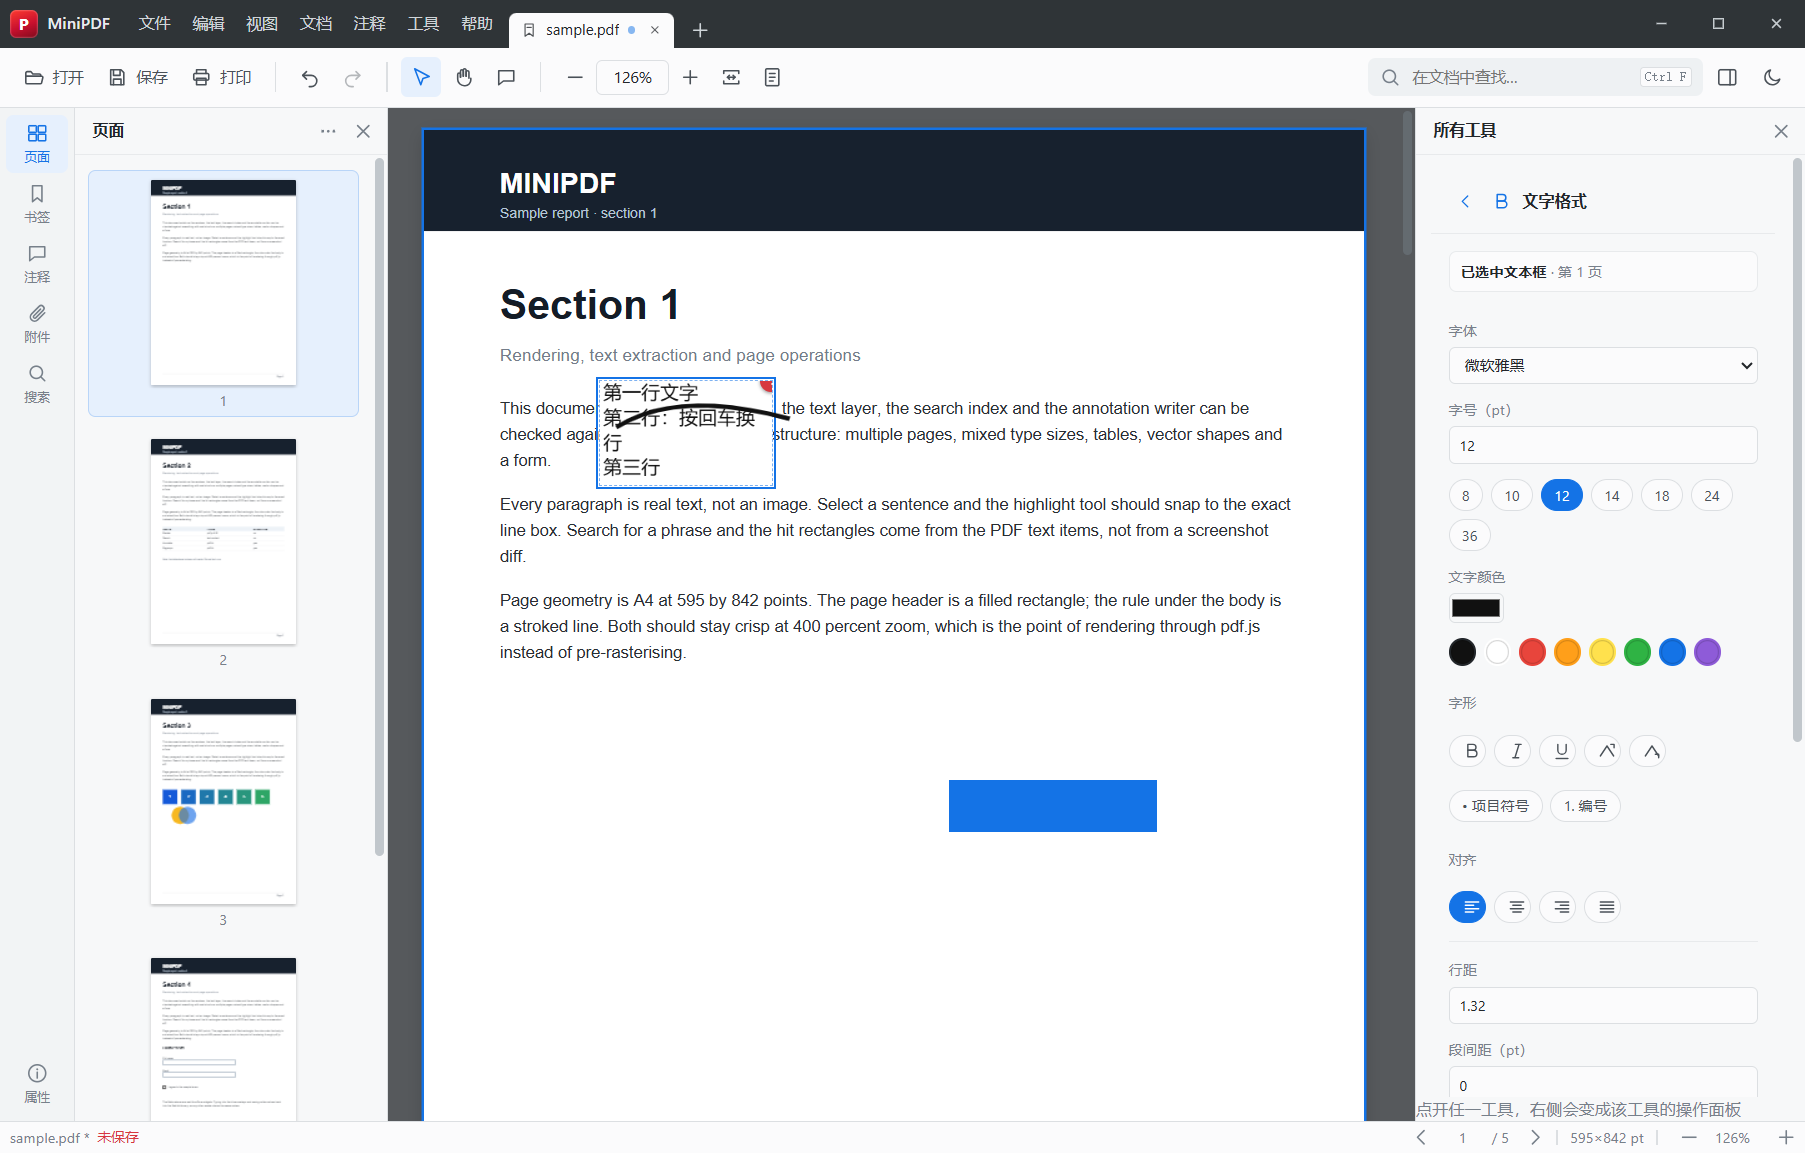 MiniPDF 文件 编辑 视图 文档 注释 工具 帮助 sample.pdf
打开 保存 打印 126% 在文档中查找... Ctrl F
页面
书签
注释
附件
搜索
属性
页面
Section 1
1
Section 2
2
Section 3
3
Section 4
MINIPDF
Sample report · section 1
Section 1
Rendering, text extraction and page operations
This docume the text layer, the search index and the annotation writer can be
checked agai structure: multiple pages, mixed type sizes, tables, vector shapes and
a form.
第一行文字
第二行：按回车换
行
第三行
Every paragraph is real text, not an image. Select a sentence and the highlight tool should snap to the exact
line box. Search for a phrase and the hit rectangles come from the PDF text items, not from a screenshot
diff.
Page geometry is A4 at 595 by 842 points. The page header is a filled rectangle; the rule under the body is
a stroked line. Both should stay crisp at 400 percent zoom, which is the point of rendering through pdf.js
instead of pre-rasterising.
所有工具
B 文字格式
已选中文本框 · 第 1 页
字体
微软雅黑
字号（pt）
12
8 10 12 14 18 24
36
文字颜色
字形
B I U
• 项目符号 1. 编号
对齐
行距
1.32
段间距（pt）
0
点开任一工具，右侧会变成该工具的操作面板
sample.pdf * 未保存 1 / 5 595×842 pt 126%